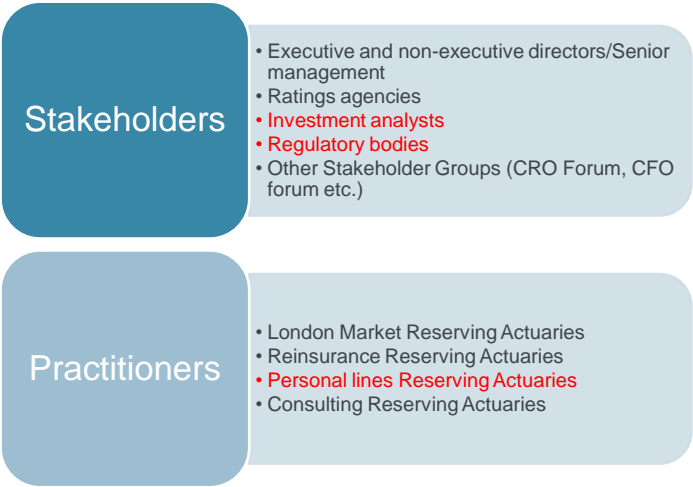 Stakeholders
• Executive and non-executive directors/Senior
management
• Ratings agencies
• Investment analysts
• Regulatory bodies
• Other Stakeholder Groups (CRO Forum, CFO
forum etc.)
Practitioners
• London Market Reserving Actuaries
• Reinsurance Reserving Actuaries
• Personal lines Reserving Actuaries
• Consulting Reserving Actuaries